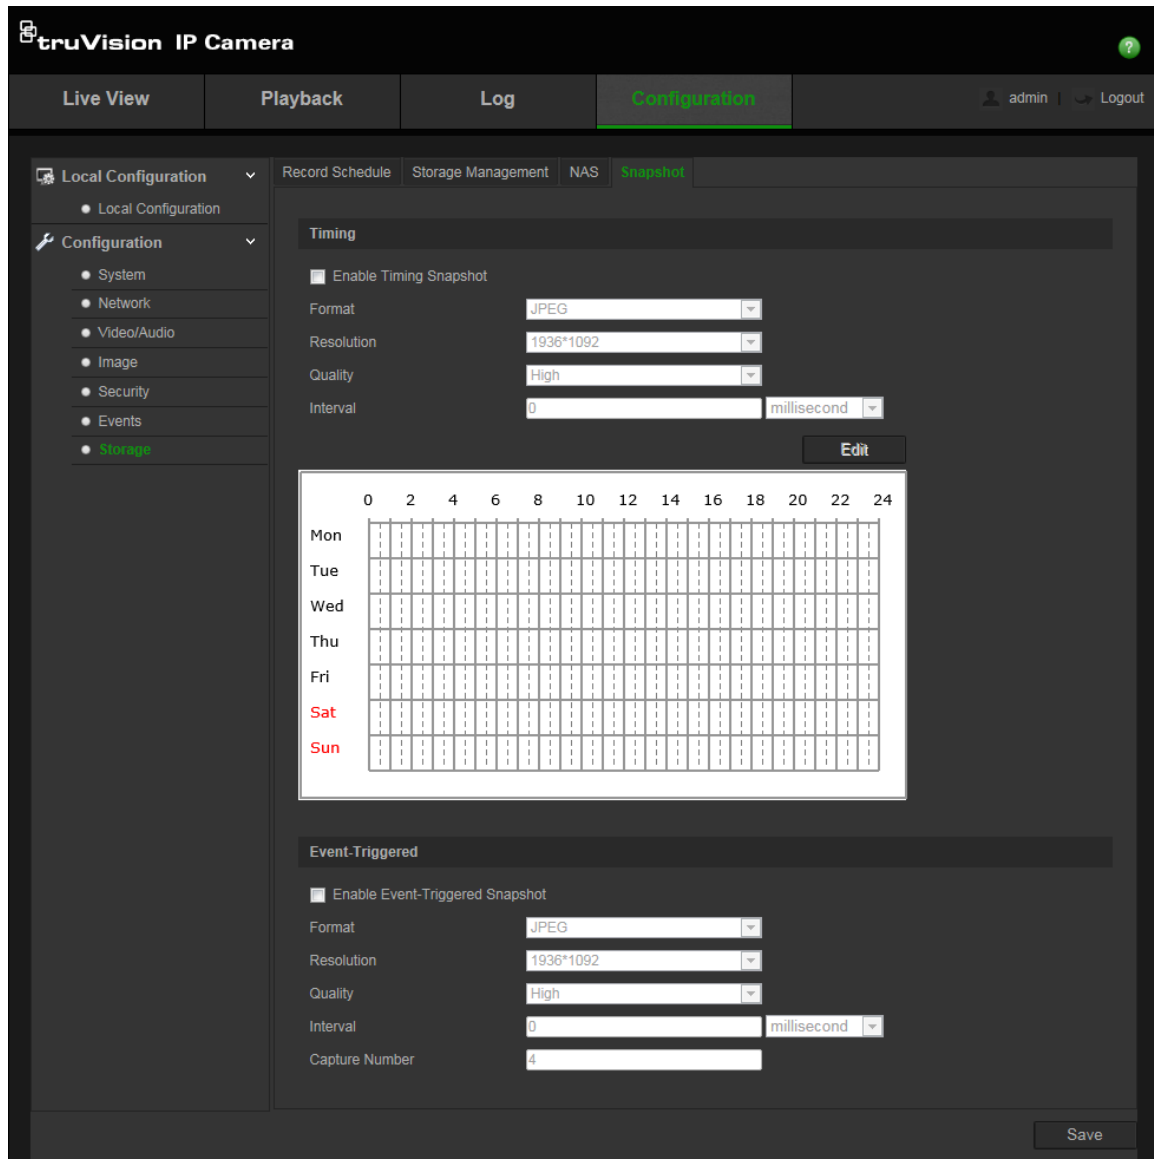 truVision IP Camera
?
Live View Playback Log Configuration admin | Logout
Local Configuration
Local Configuration
Configuration
System
Network
Video/Audio
Image
Security
Events
Storage
Record Schedule Storage Management NAS Snapshot
Timing
Enable Timing Snapshot
Format JPEG
Resolution 1936*1092
Quality High
Interval 0 millisecond
Edit
0 2 4 6 8 10 12 14 16 18 20 22 24
Mon
Tue
Wed
Thu
Fri
Sat
Sun
Event-Triggered
Enable Event-Triggered Snapshot
Format JPEG
Resolution 1936*1092
Quality High
Interval 0 millisecond
Capture Number 4
Save